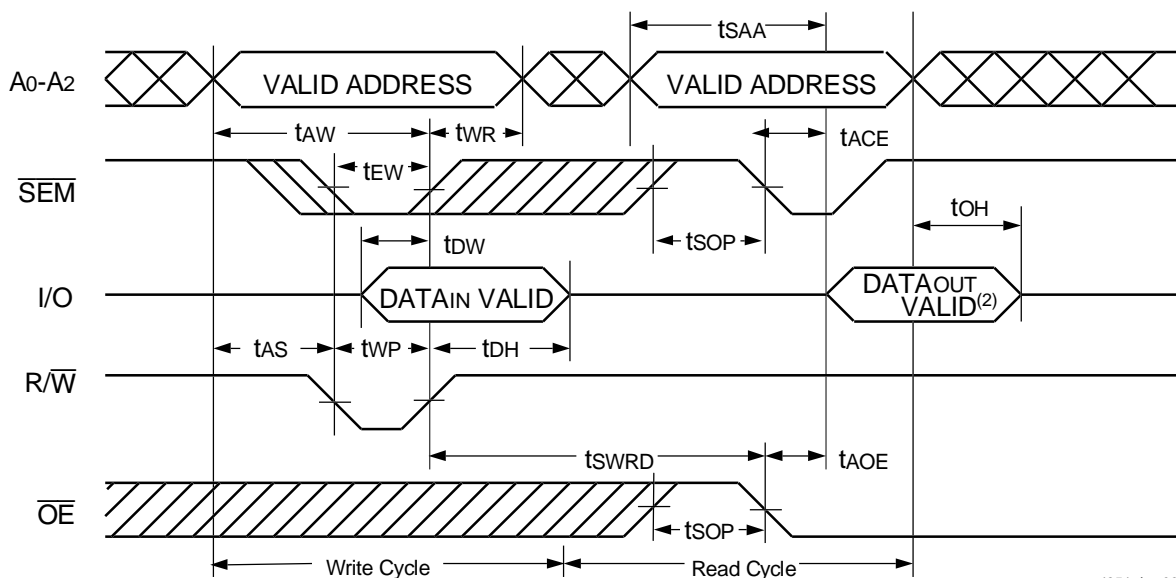 tSAA
A0-A2
VALID ADDRESS
VALID ADDRESS
tAW
tWR
tACE
tEW
SEM
tSOP
tOH
tDW
I/O
DATAIN VALID
DATAOUT
VALID(2)
tAS
tWP
tDH
R/W
tSWRD
tAOE
OE
tSOP
Write Cycle
Read Cycle